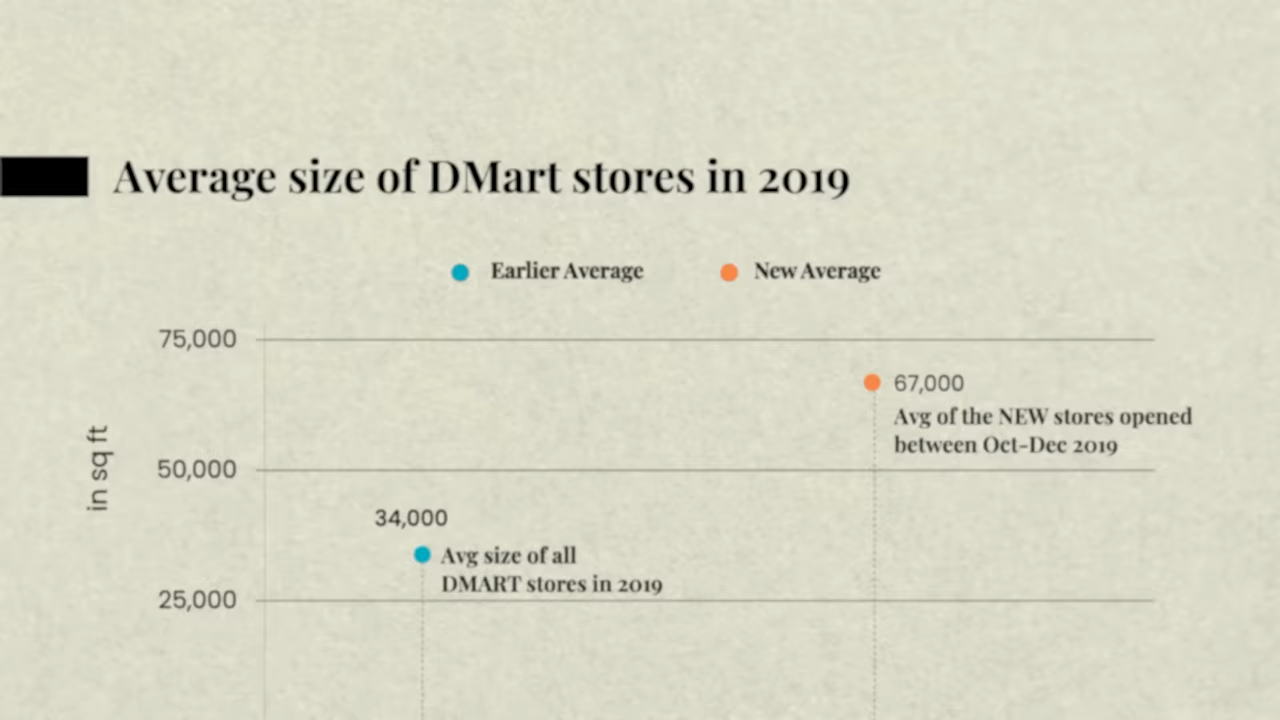 Average size of DMart stores in 2019
Earlier Average
New Average
75,000
67,000
Avg of the NEW stores opened
between Oct-Dec 2019
in sq ft
50,000
34,000
Avg size of all
DMART stores in 2019
25,000